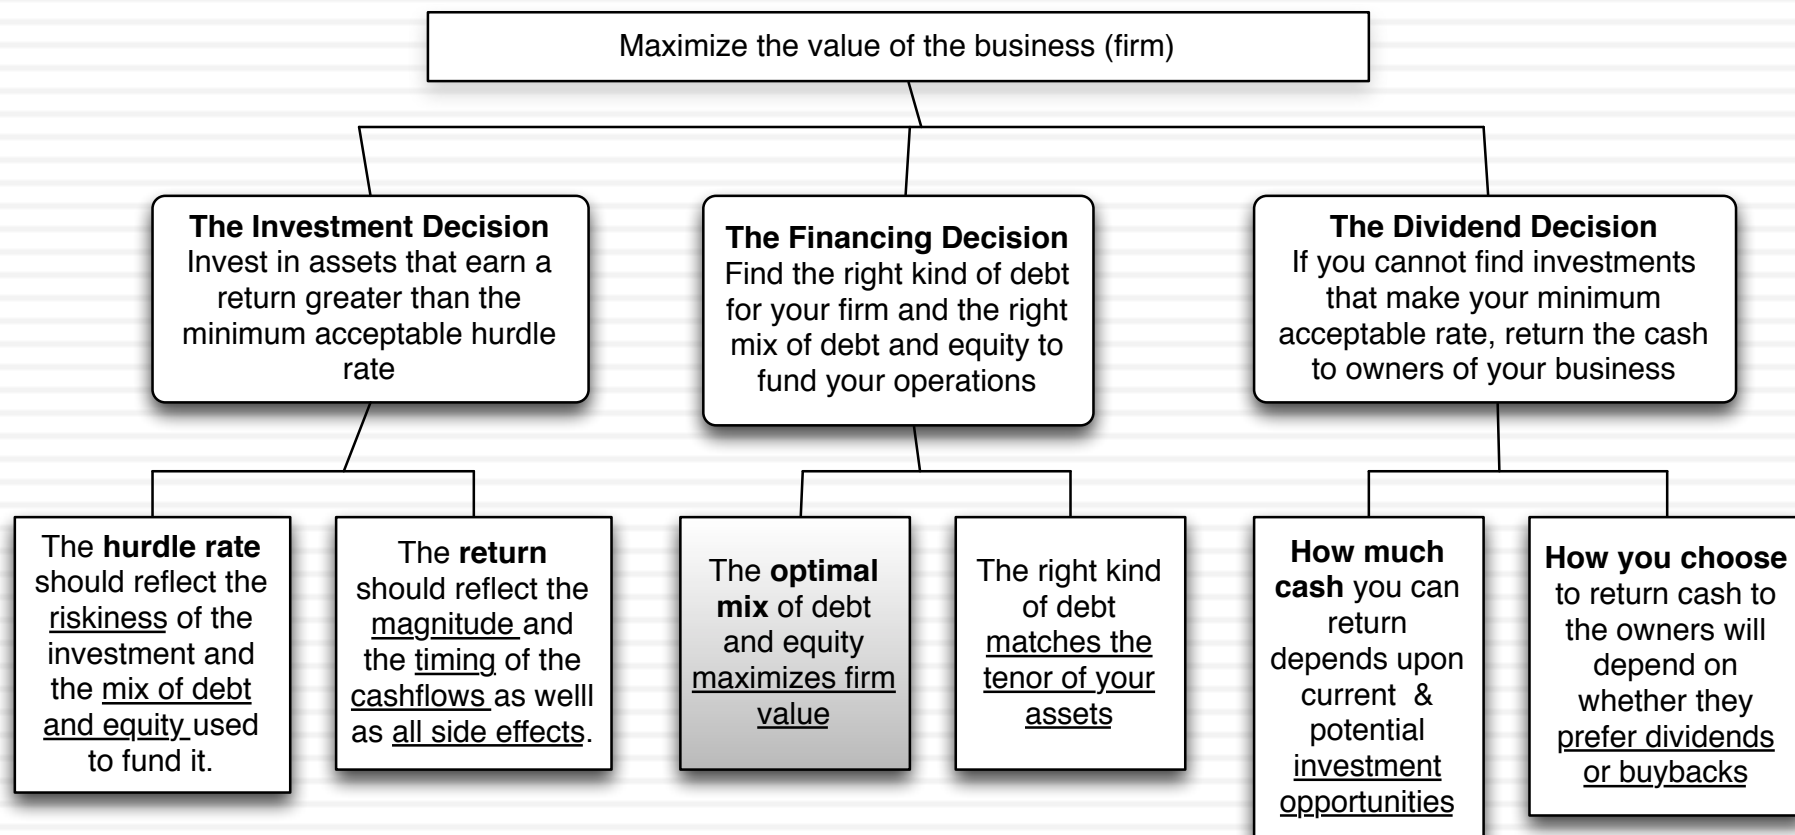 Maximize the value of the business (firm)
The Investment Decision
Invest in assets that earn a
return greater than the
minimum acceptable hurdle
rate
The Financing Decision
Find the right kind of debt
for your firm and the right
mix of debt and equity to
fund your operations
The Dividend Decision
If you cannot find investments
that make your minimum
acceptable rate, return the cash
to owners of your business
The hurdle rate
should reflect the
riskiness of the
investment and
the mix of debt
and equity used
to fund it.
The return
should reflect the
magnitude and
the timing of the
cashflows as welll
as all side effects.
The optimal
mix of debt
and equity
maximizes firm
value
The right kind
of debt
matches the
tenor of your
assets
How much
cash you can
return
depends upon
current &
potential
investment
opportunities
How you choose
to return cash to
the owners will
depend on
whether they
prefer dividends
or buybacks